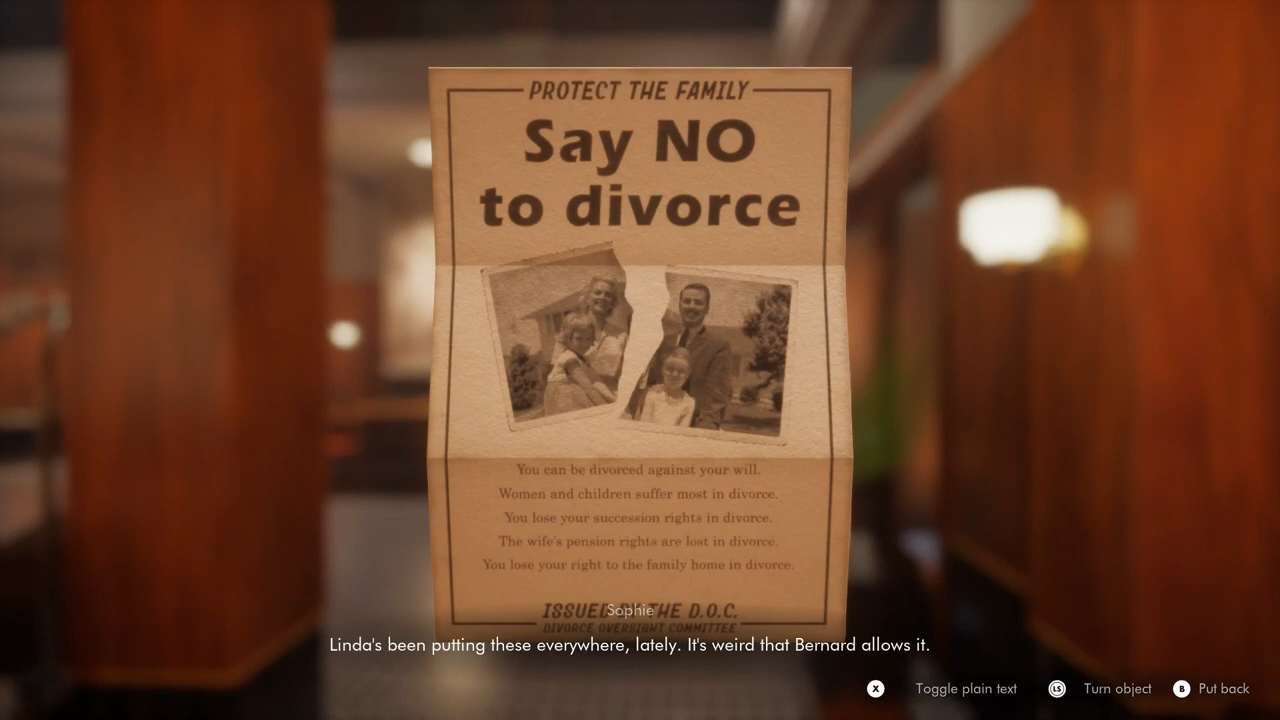 PROTECT THE FAMILY
Say NO
to divorce
You can be divorced against your will.
Women and children suffer most in divorce.
You lose your succession rights in divorce.
The wife's pension rights are lost in divorce.
You lose your right to the family home in divorce.
ISSUED THE D.O.C.
Sophie
DIVORCE OVERSIGHT COMMITTEE
Linda's been putting these everywhere, lately. It's weird that Bernard allows it.
X Toggle plain text LS Turn object B Put back